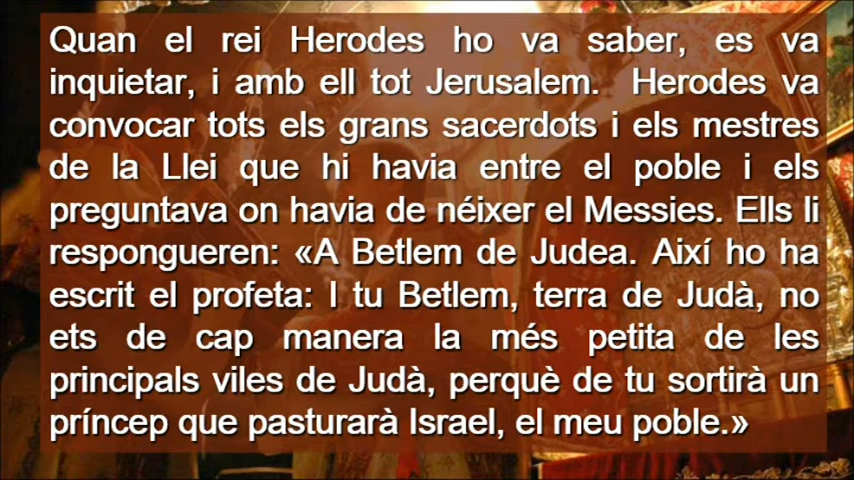 Quan el rei Herodes ho va saber, es va
inquietar, i amb ell tot Jerusalem. Herodes va
convocar tots els grans sacerdots i els mestres
de la Llei que hi havia entre el poble i els
preguntava on havia de néixer el Messies. Ells li
respongueren: «A Betlem de Judea. Així ho ha
escrit el profeta: I tu Betlem, terra de Judà, no
ets de cap manera la més petita de les
principals viles de Judà, perquè de tu sortirà un
príncep que pasturarà Israel, el meu poble.»